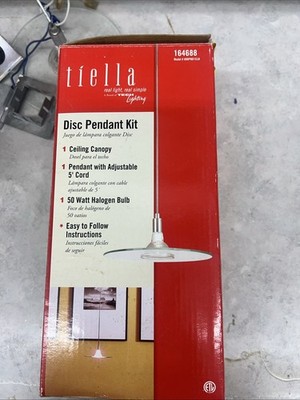 164688
tiella
real light, real simple
Lighting
Disc Pendant Kit
Juego de lámpara colgante Disc
1 Ceiling Canopy
Dosel para el techo
1 Pendant with Adjustable
5' Cord
Lámpara colgante con cable
ajustable de 5'
1 50 Watt Halogen Bulb
Foco de halógeno de
50 vatios
• Easy to Follow
Instructions
Instrucciones fáciles
de seguir